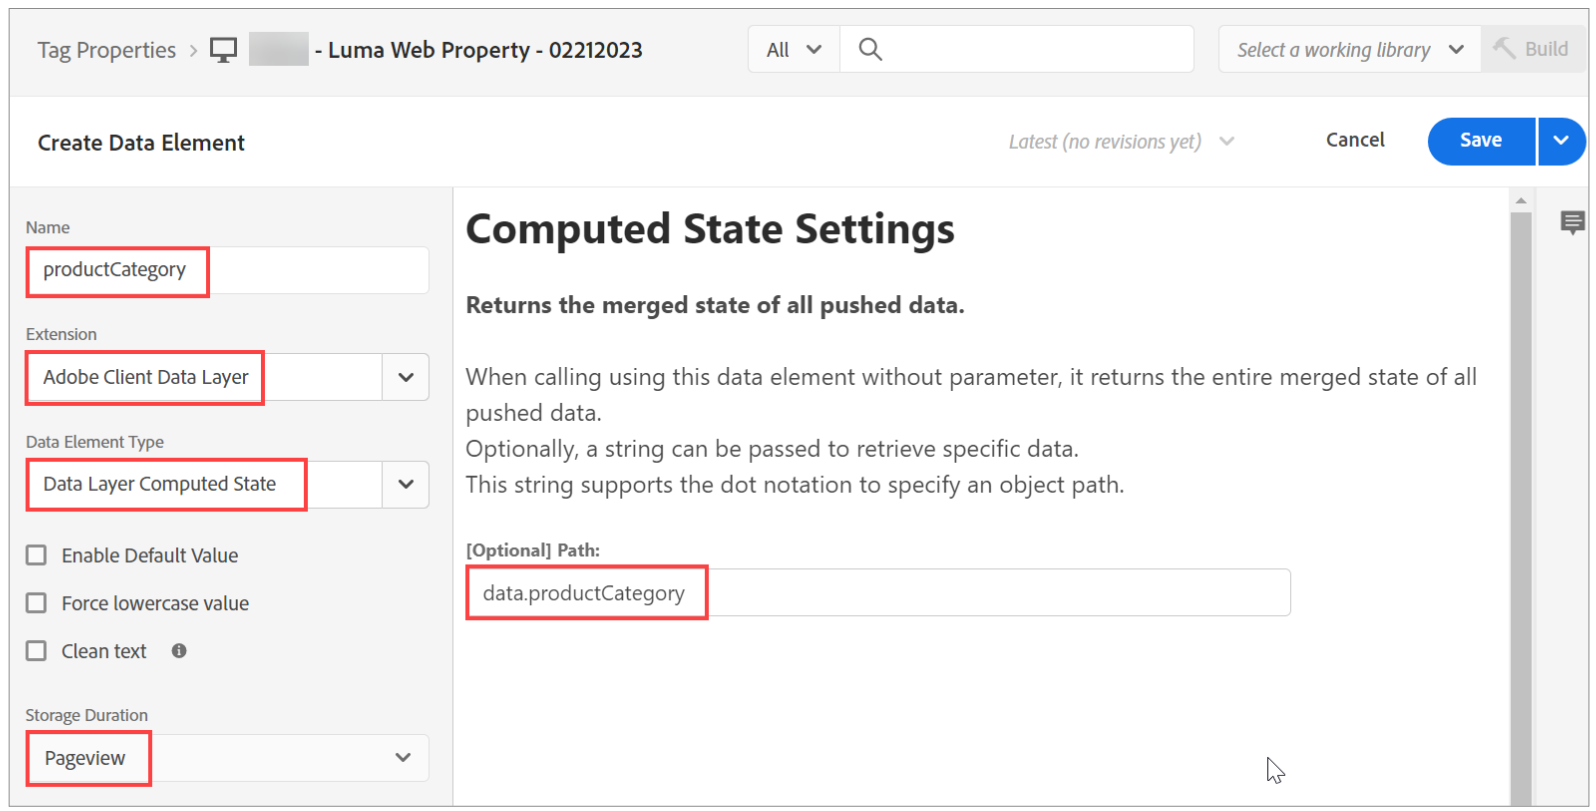 Tag Properties > - Luma Web Property - 02212023
All
Select a working library
Build
Create Data Element
Latest (no revisions yet)
Cancel
Save
Name
productCategory
Extension
Adobe Client Data Layer
Data Element Type
Data Layer Computed State
Enable Default Value
Force lowercase value
Clean text
Storage Duration
Pageview
Computed State Settings
Returns the merged state of all pushed data.
When calling using this data element without parameter, it returns the entire merged state of all
pushed data.
Optionally, a string can be passed to retrieve specific data.
This string supports the dot notation to specify an object path.
[Optional] Path:
data.productCategory